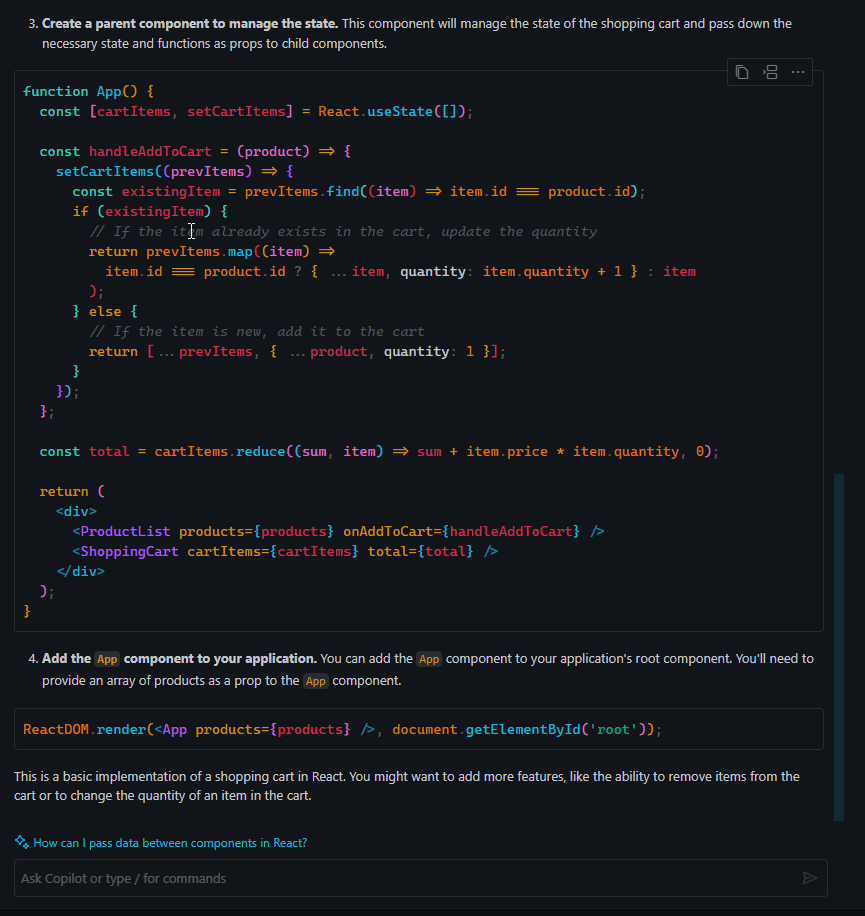 3. Create a parent component to manage the state. This component will manage the state of the shopping cart and pass down the
necessary state and functions as props to child components.
function App() {
  const [cartItems, setCartItems] = React.useState([]);

  const handleAddToCart = (product) => {
    setCartItems((prevItems) => {
      const existingItem = prevItems.find((item) => item.id === product.id);
      if (existingItem) {
        // If the item already exists in the cart, update the quantity
        return prevItems.map((item) =>
          item.id === product.id ? { ...item, quantity: item.quantity + 1 } : item
        );
      } else {
        // If the item is new, add it to the cart
        return [...prevItems, { ...product, quantity: 1 }];
      }
    });
  };

  const total = cartItems.reduce((sum, item) => sum + item.price * item.quantity, 0);

  return (
    <div>
      <ProductList products={products} onAddToCart={handleAddToCart} />
      <ShoppingCart cartItems={cartItems} total={total} />
    </div>
  );
}
4. Add the App component to your application. You can add the App component to your application's root component. You'll need to
provide an array of products as a prop to the App component.
ReactDOM.render(<App products={products} />, document.getElementById('root'));
This is a basic implementation of a shopping cart in React. You might want to add more features, like the ability to remove items from the
cart or to change the quantity of an item in the cart.
How can I pass data between components in React?
Ask Copilot or type / for commands